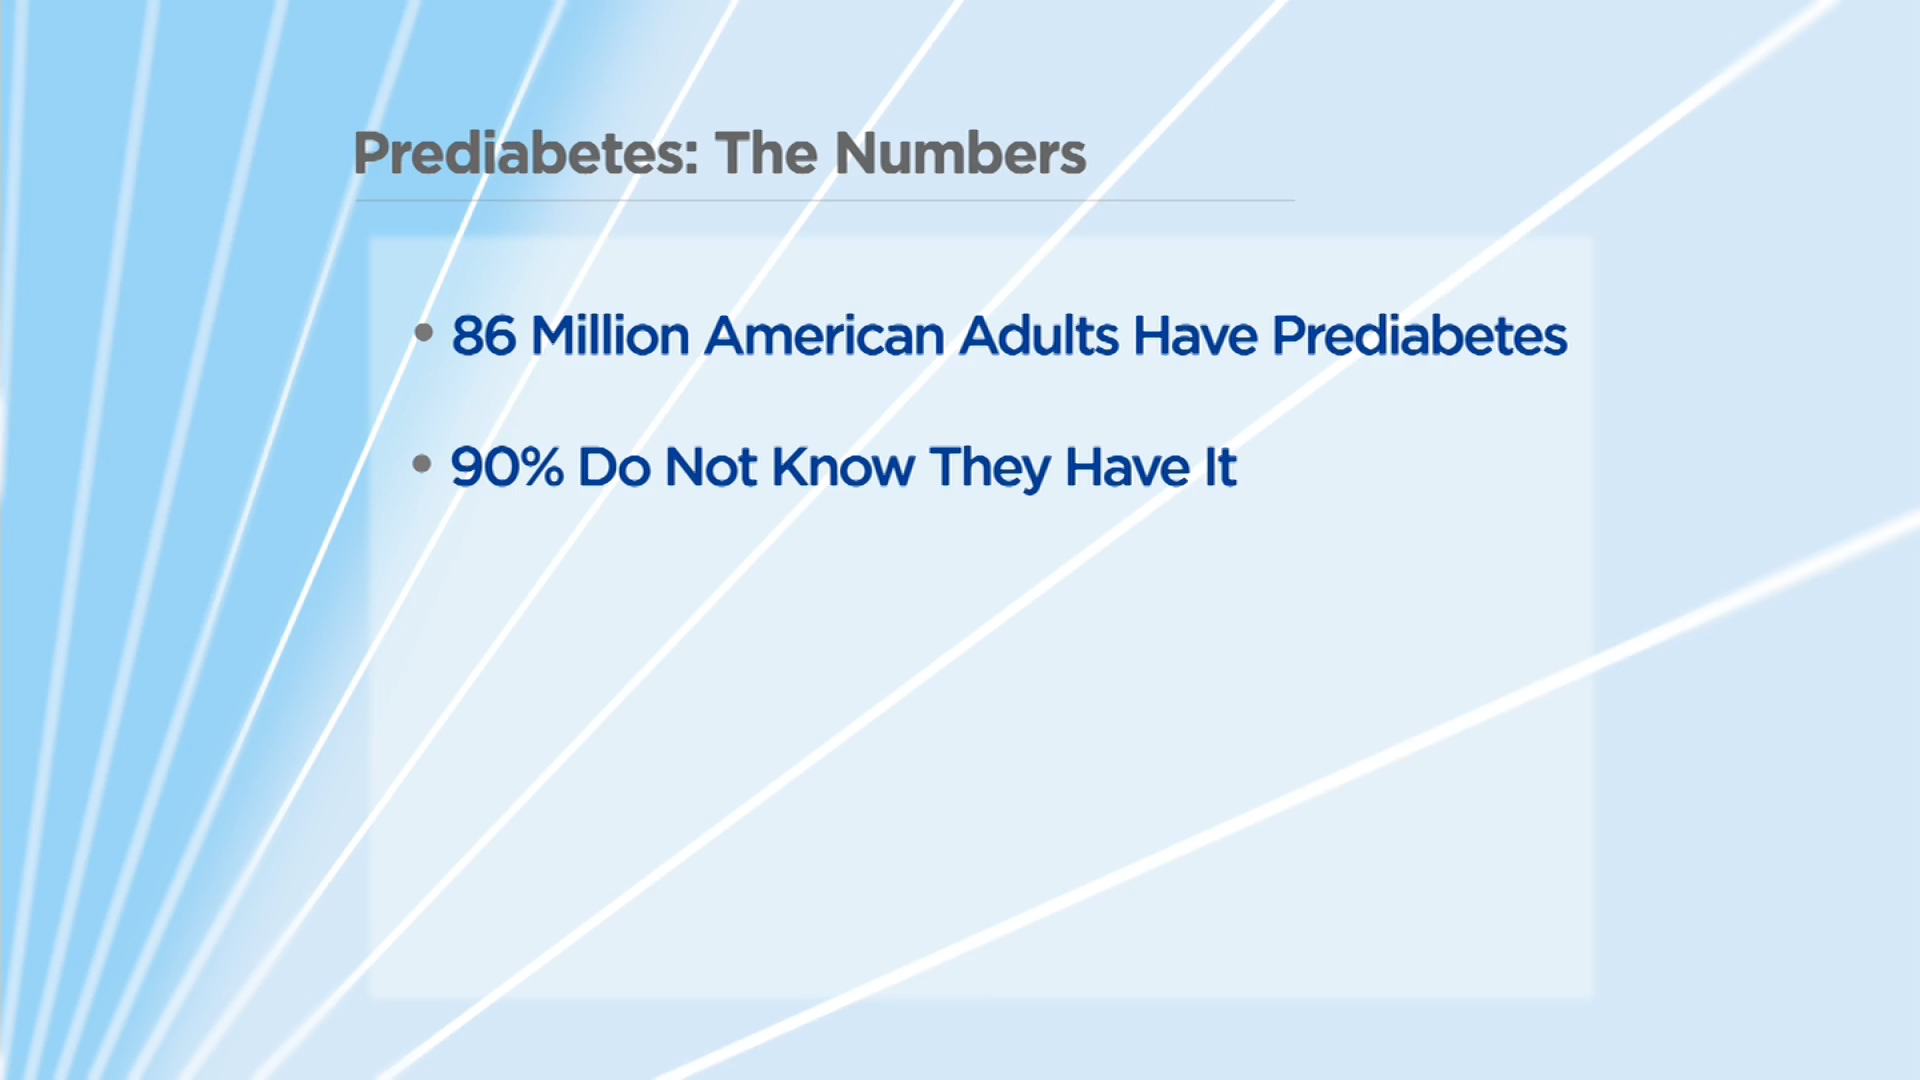 Prediabetes: The Numbers
• 86 Million American Adults Have Prediabetes
• 90% Do Not Know They Have It